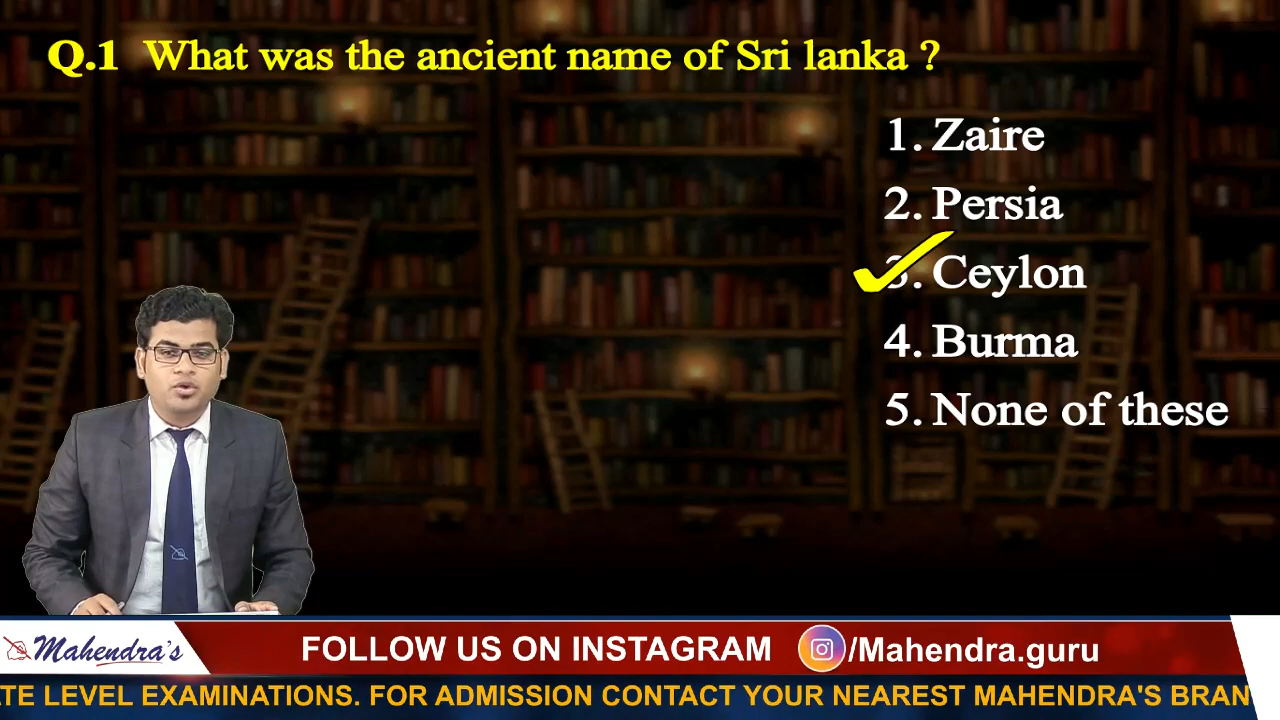 Q.1 What was the ancient name of Sri lanka ?
1. Zaire
2. Persia
3. Ceylon
4. Burma
5. None of these
Mahendra's
FOLLOW US ON INSTAGRAM /Mahendra.guru
TE LEVEL EXAMINATIONS. FOR ADMISSION CONTACT YOUR NEAREST MAHENDRA'S BRAN